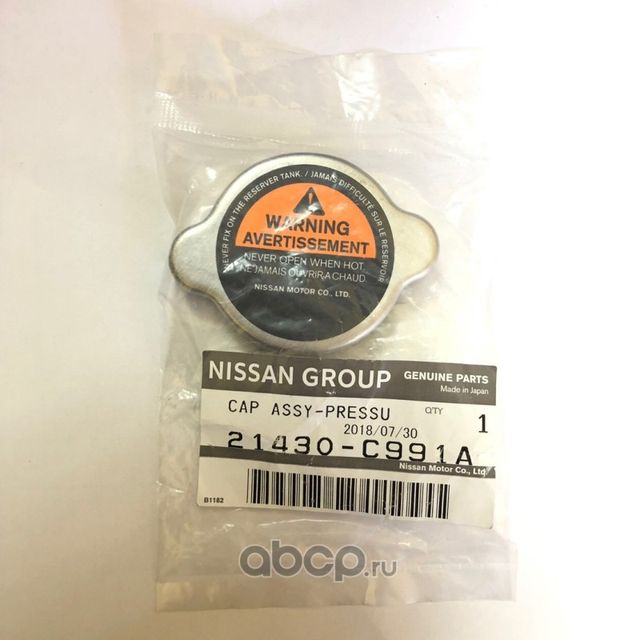 NEVER FIX ON THE RESERVER TANK. / JAMAIS DIFFICULTÉ SUR LE RESERVOIR
WARNING
AVERTISSEMENT
NEVER OPEN WHEN HOT.
NE JAMAIS OUVRIR A CHAUD.
NISSAN MOTOR CO., LTD.
NISSAN GROUP GENUINE PARTS
Made in Japan
CAP ASSY-PRESSU QTY 1
2018/07/30
21430-C991A
Nissan Motor Co., Ltd.
B1182
abcp.ru